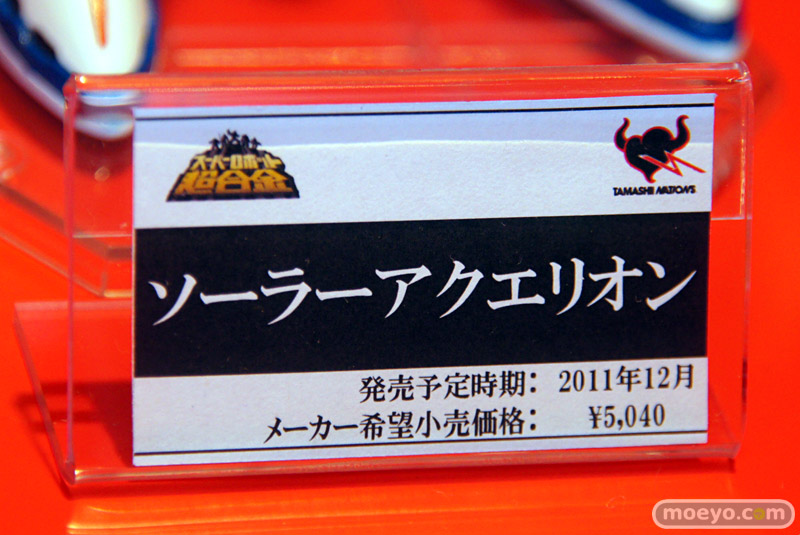 スーパーロボット
超合金
TAMASHII NATIONS
ソーラーアクエリオン
発売予定時期： 2011年12月
メーカー希望小売価格： ¥5,040
moeyo.com